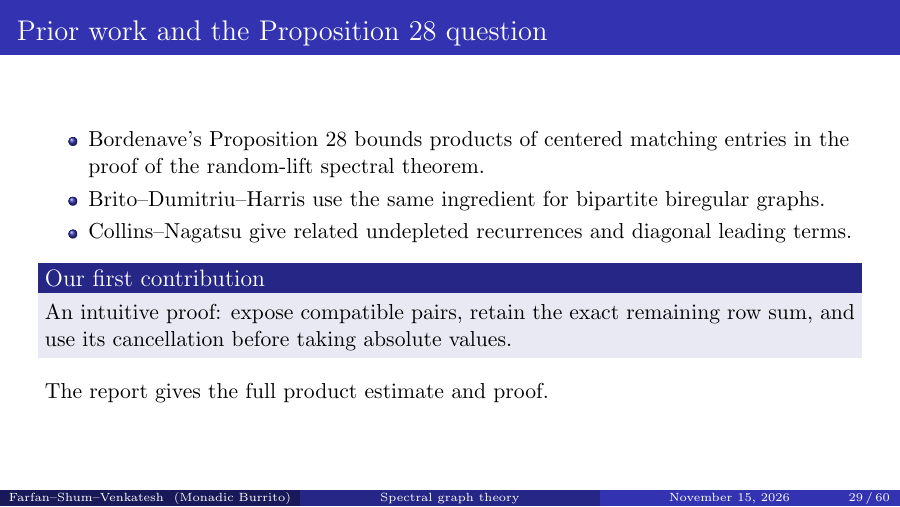 Prior work and the Proposition 28 question
Bordenave's Proposition 28 bounds products of centered matching entries in the
proof of the random-lift spectral theorem.
Brito–Dumitriu–Harris use the same ingredient for bipartite biregular graphs.
Collins–Nagatsu give related undepleted recurrences and diagonal leading terms.
Our first contribution
An intuitive proof: expose compatible pairs, retain the exact remaining row sum, and
use its cancellation before taking absolute values.
The report gives the full product estimate and proof.
Farfan–Shum–Venkatesh (Monadic Burrito) Spectral graph theory November 15, 2026 29 / 60